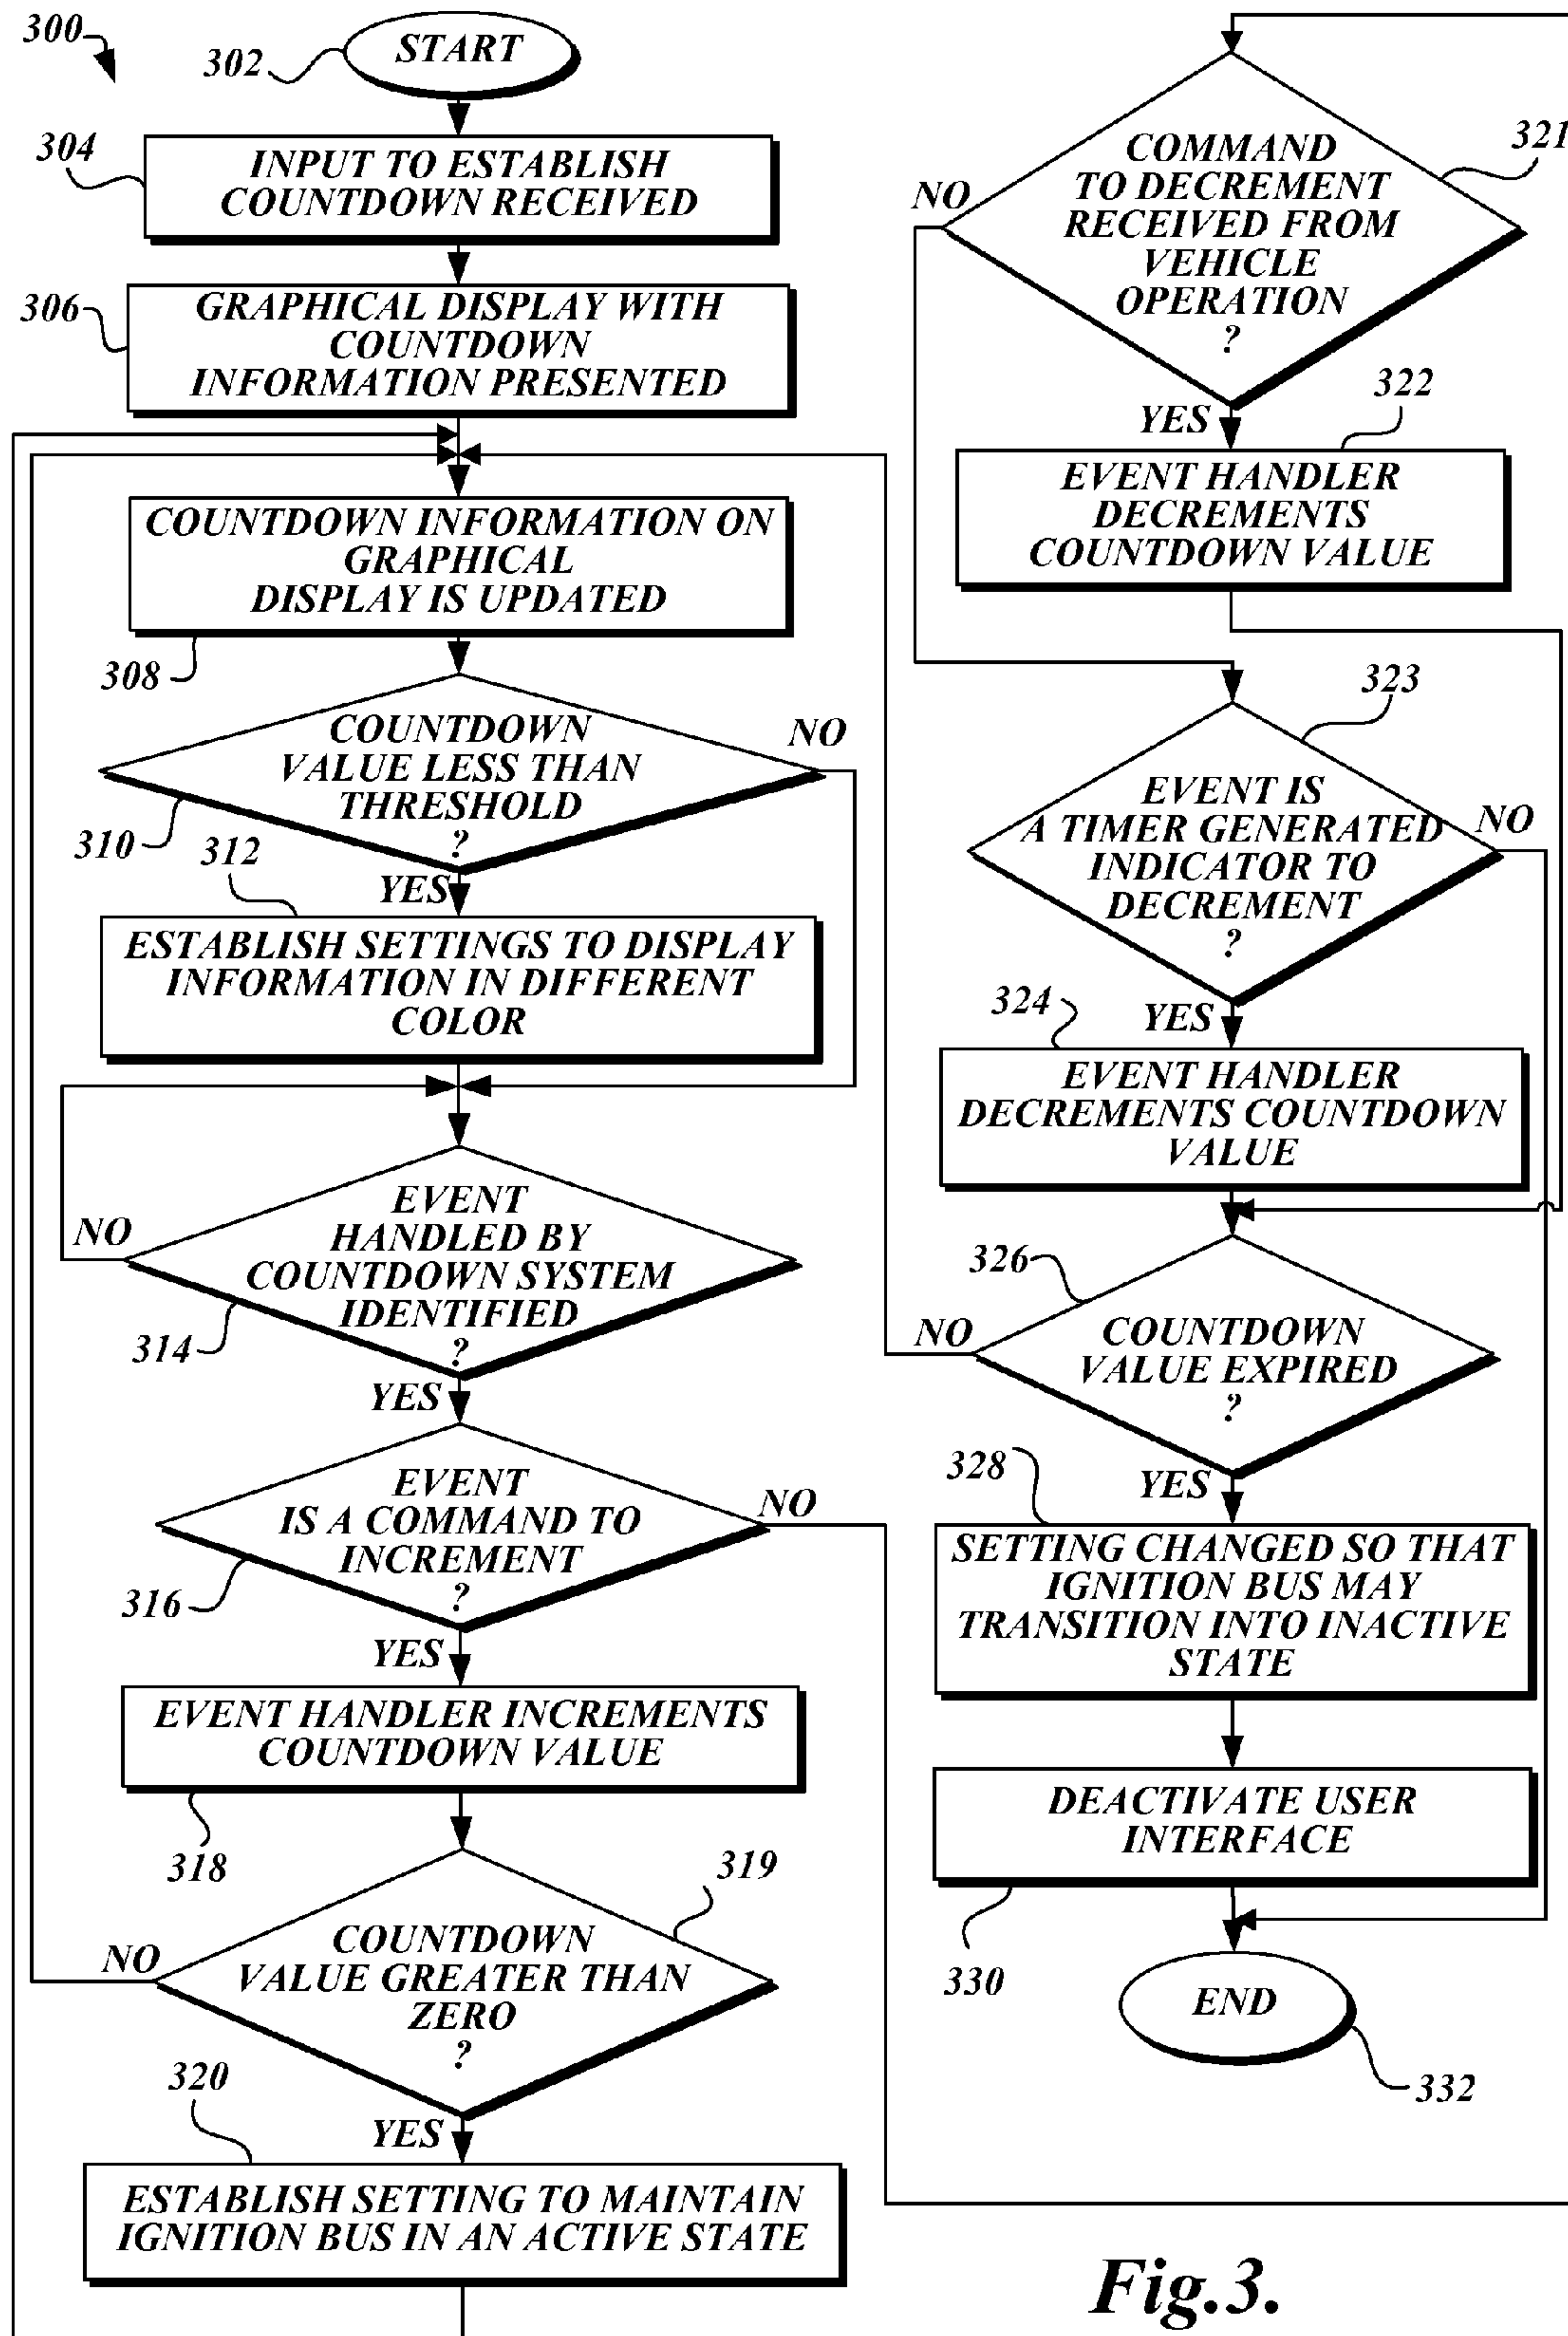 300
302
START
304
INPUT TO ESTABLISH
COUNTDOWN RECEIVED
306
GRAPHICAL DISPLAY WITH
COUNTDOWN
INFORMATION PRESENTED
COUNTDOWN INFORMATION ON
GRAPHICAL
DISPLAY IS UPDATED
308
COUNTDOWN
VALUE LESS THAN
THRESHOLD
?
NO
310
312
YES
ESTABLISH SETTINGS TO DISPLAY
INFORMATION IN DIFFERENT
COLOR
EVENT
HANDLED BY
COUNTDOWN SYSTEM
IDENTIFIED
?
NO
314
YES
EVENT
IS A COMMAND TO
INCREMENT
?
NO
316
YES
EVENT HANDLER INCREMENTS
COUNTDOWN VALUE
318
319
COUNTDOWN
VALUE GREATER THAN
ZERO
?
NO
320
YES
ESTABLISH SETTING TO MAINTAIN
IGNITION BUS IN AN ACTIVE STATE
321
COMMAND
TO DECREMENT
RECEIVED FROM
VEHICLE
OPERATION
?
NO
YES
322
EVENT HANDLER
DECREMENTS
COUNTDOWN VALUE
323
EVENT IS
A TIMER GENERATED
INDICATOR TO
DECREMENT
?
NO
324
YES
EVENT HANDLER
DECREMENTS COUNTDOWN
VALUE
326
COUNTDOWN
VALUE EXPIRED
?
NO
328
YES
SETTING CHANGED SO THAT
IGNITION BUS MAY
TRANSITION INTO INACTIVE
STATE
DEACTIVATE USER
INTERFACE
330
END
332
Fig.3.